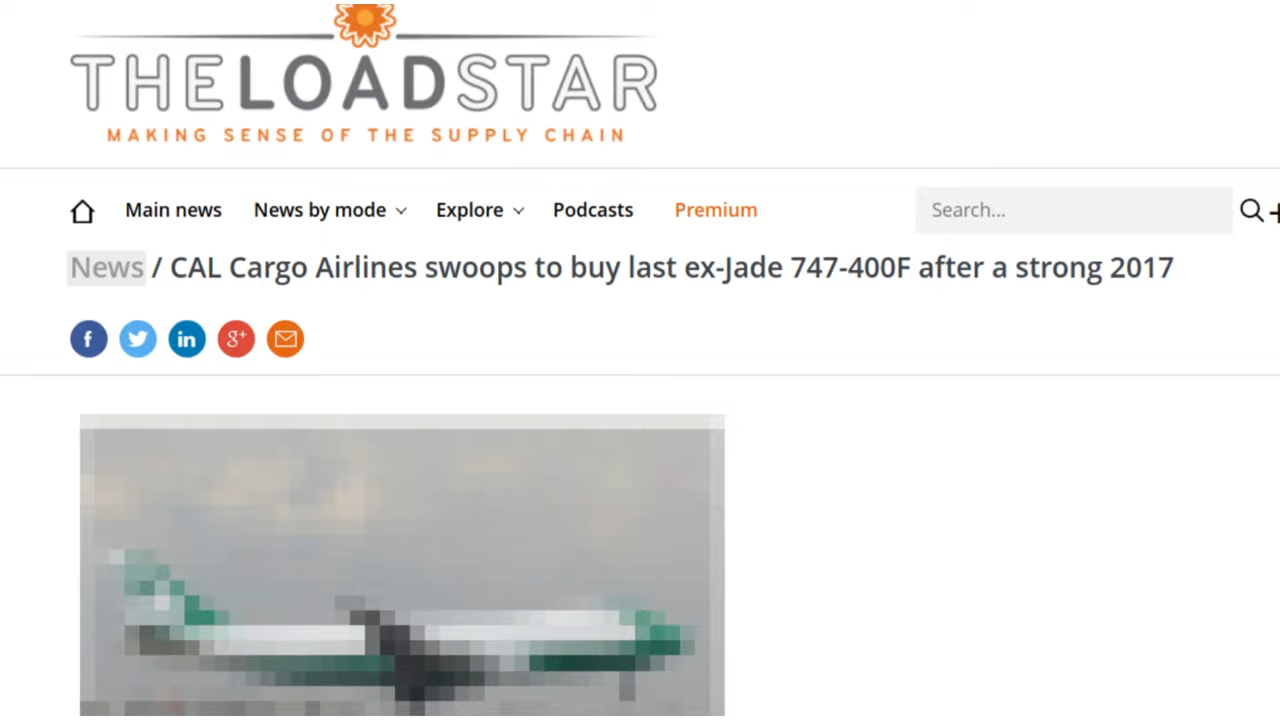 THELOADSTAR
MAKING SENSE OF THE SUPPLY CHAIN
Main news News by mode Explore Podcasts Premium Search...
News / CAL Cargo Airlines swoops to buy last ex-Jade 747-400F after a strong 2017
f in g+